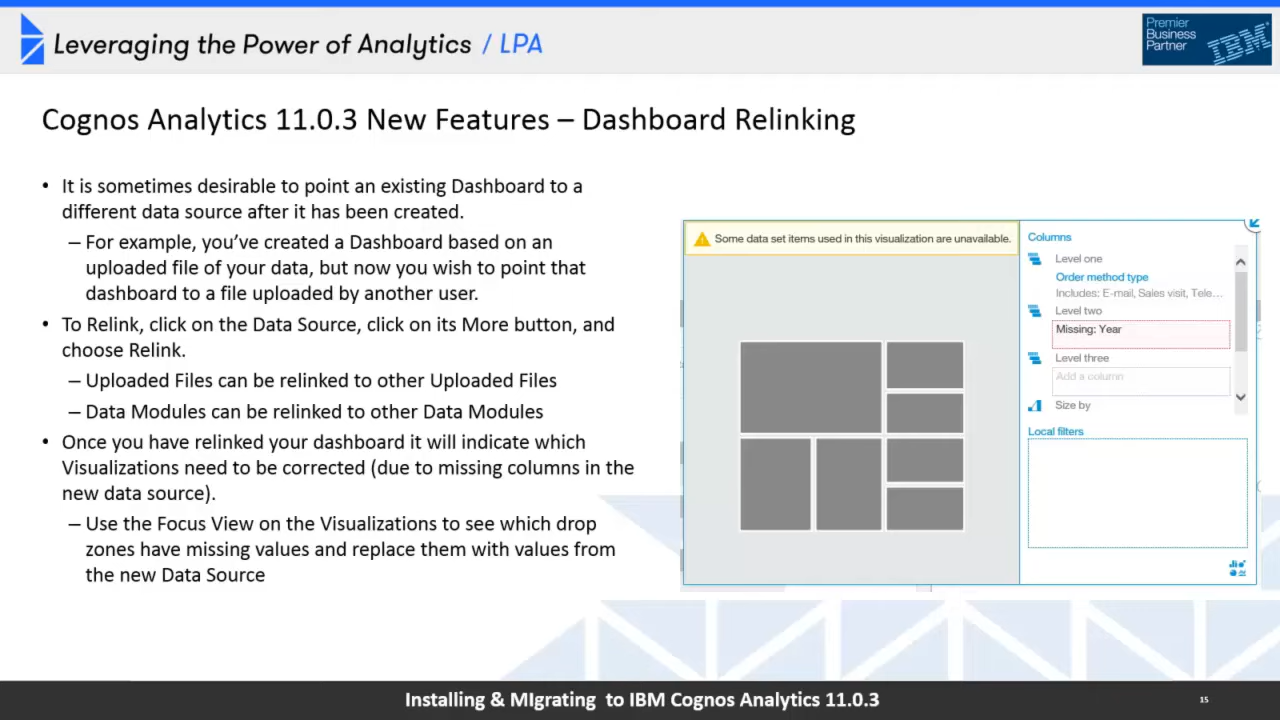 Leveraging the Power of Analytics / LPA
Premier
Business
Partner
IBM
Cognos Analytics 11.0.3 New Features – Dashboard Relinking
• It is sometimes desirable to point an existing Dashboard to a
different data source after it has been created.
– For example, you’ve created a Dashboard based on an
uploaded file of your data, but now you wish to point that
dashboard to a file uploaded by another user.
• To Relink, click on the Data Source, click on its More button, and
choose Relink.
– Uploaded Files can be relinked to other Uploaded Files
– Data Modules can be relinked to other Data Modules
• Once you have relinked your dashboard it will indicate which
Visualizations need to be corrected (due to missing columns in the
new data source).
– Use the Focus View on the Visualizations to see which drop
zones have missing values and replace them with values from
the new Data Source
Some data set items used in this visualization are unavailable.
Columns
Level one
Order method type
Includes: E-mail, Sales visit, Tele...
Level two
Missing: Year
Level three
Add a column
Size by
Local filters
Installing & MIgrating to IBM Cognos Analytics 11.0.3
15